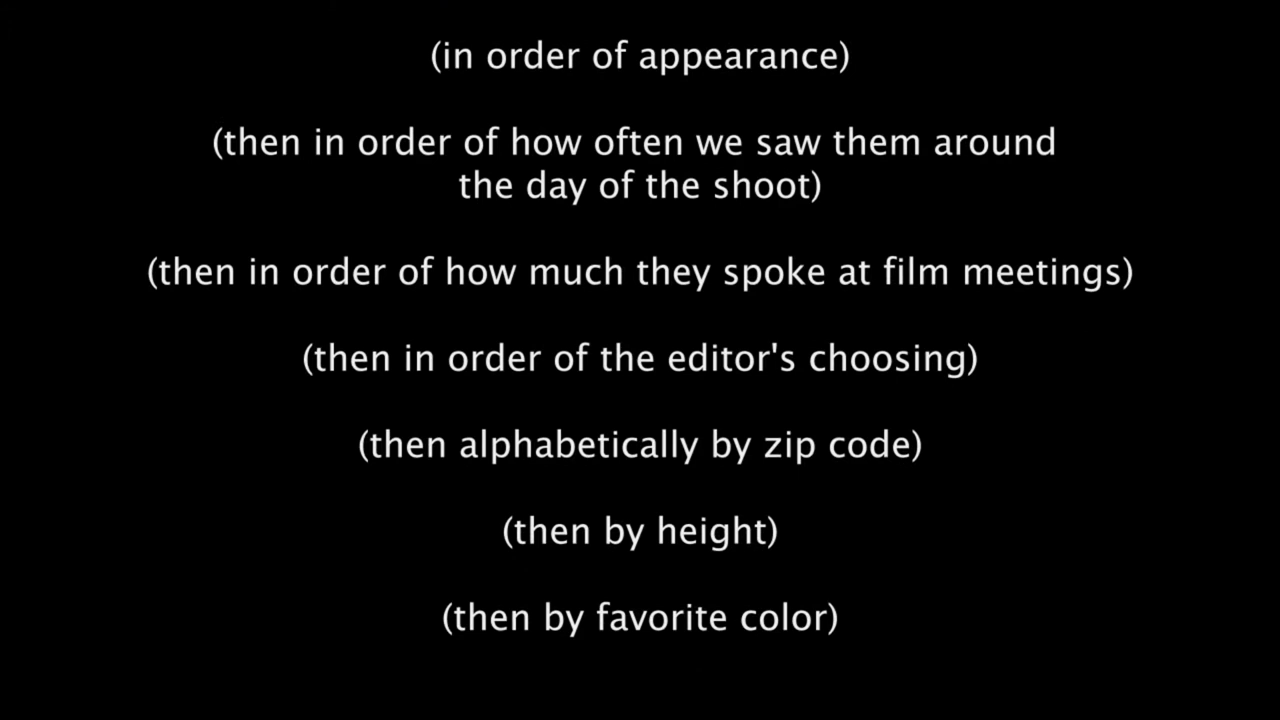 (in order of appearance)
(then in order of how often we saw them around
the day of the shoot)
(then in order of how much they spoke at film meetings)
(then in order of the editor's choosing)
(then alphabetically by zip code)
(then by height)
(then by favorite color)